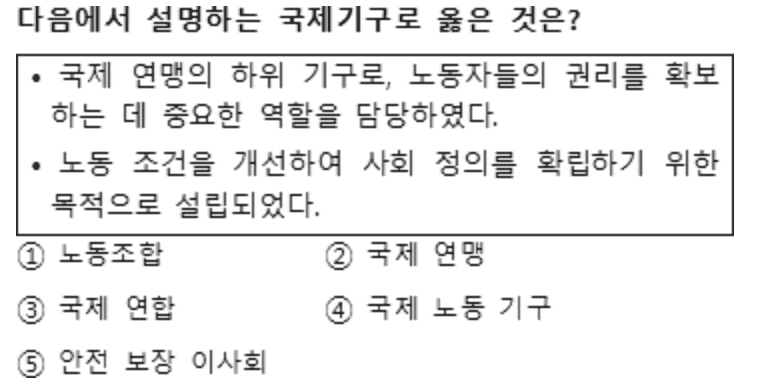 다음에서 설명하는 국제기구로 옳은 것은?
• 국제 연맹의 하위 기구로, 노동자들의 권리를 확보
하는 데 중요한 역할을 담당하였다.
• 노동 조건을 개선하여 사회 정의를 확립하기 위한
목적으로 설립되었다.
① 노동조합 ② 국제 연맹
③ 국제 연합 ④ 국제 노동 기구
⑤ 안전 보장 이사회